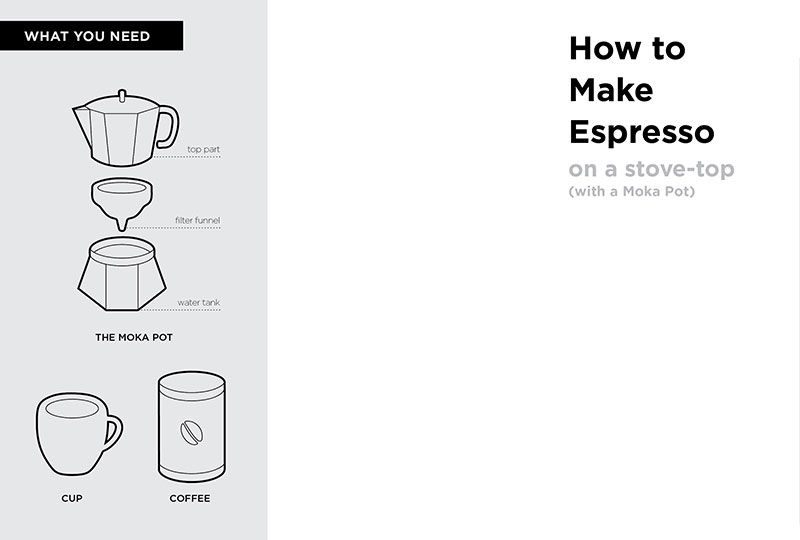 WHAT YOU NEED
top part
filter funnel
water tank
THE MOKA POT
CUP
COFFEE
How to
Make
Espresso
on a stove-top
(with a Moka Pot)